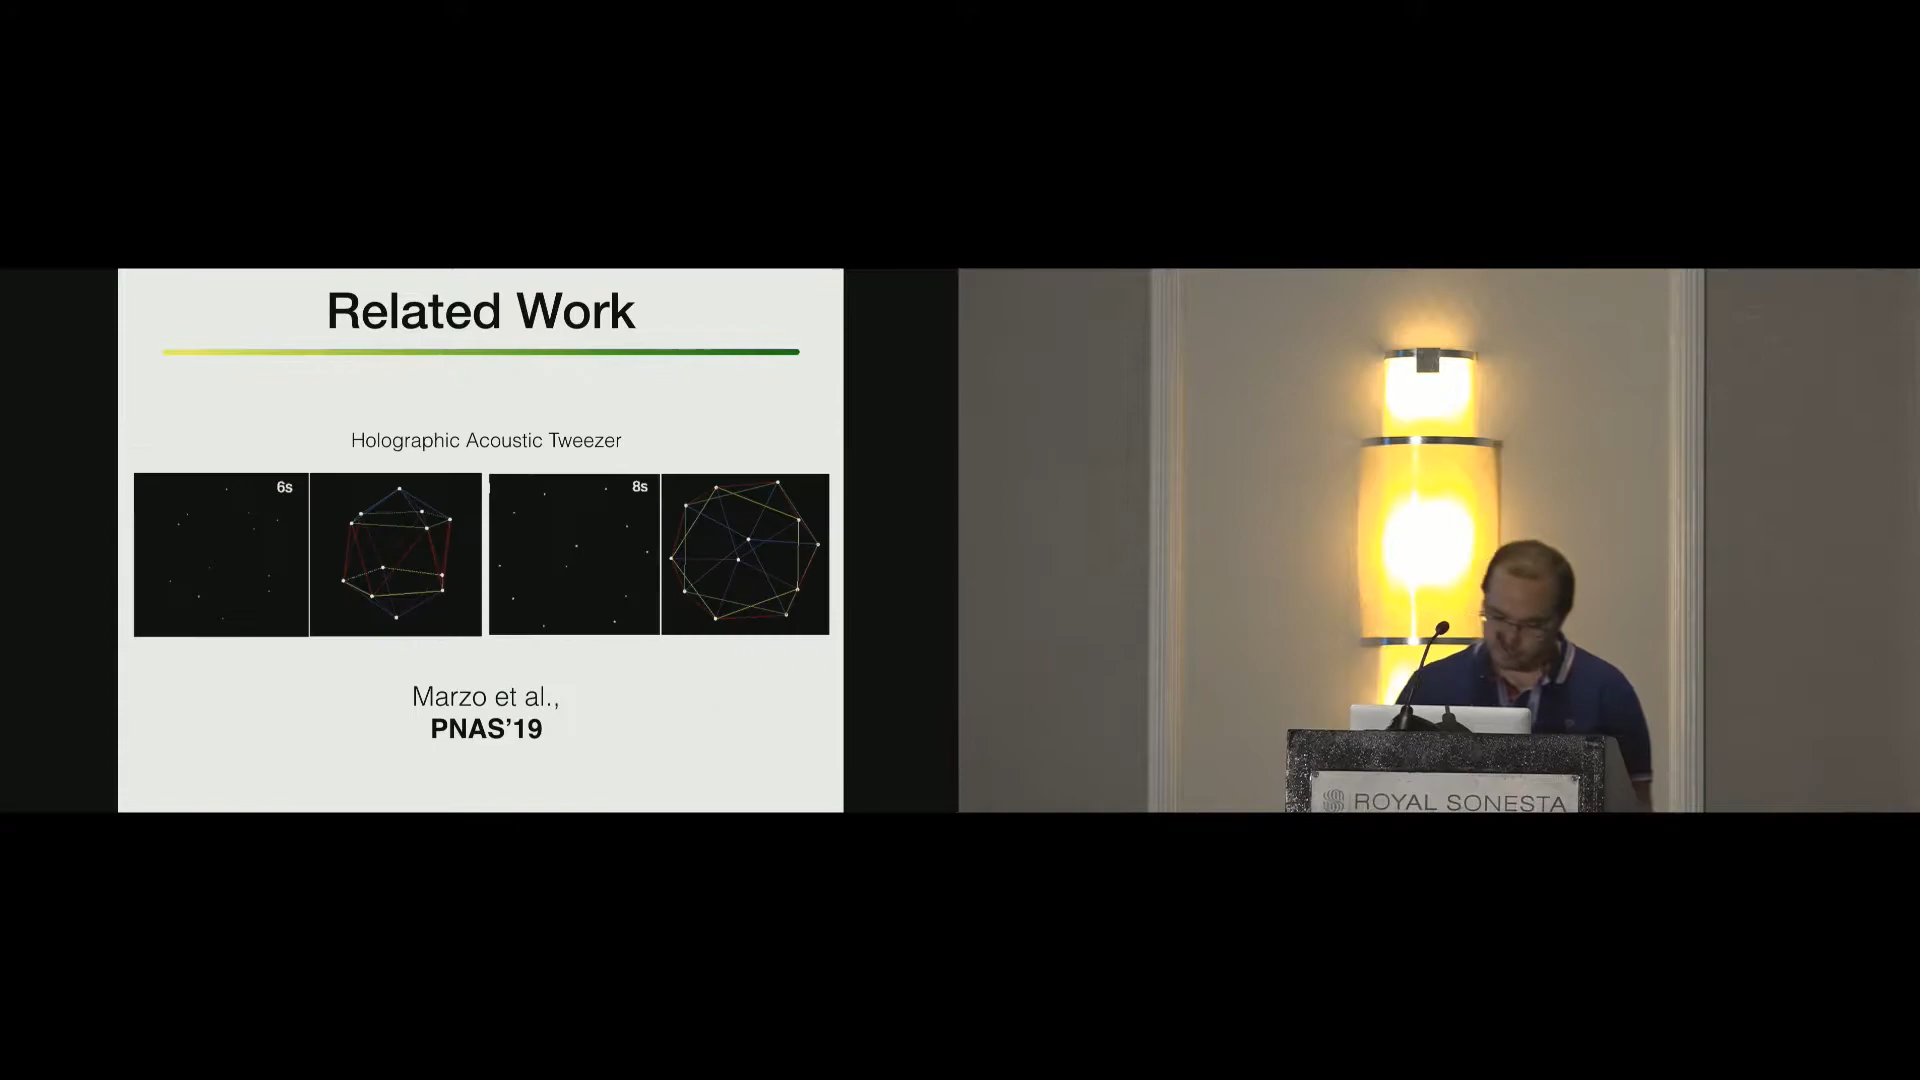 Related Work
Holographic Acoustic Tweezer
6s
8s
Marzo et al.,
PNAS’19
ROYAL SONESTA